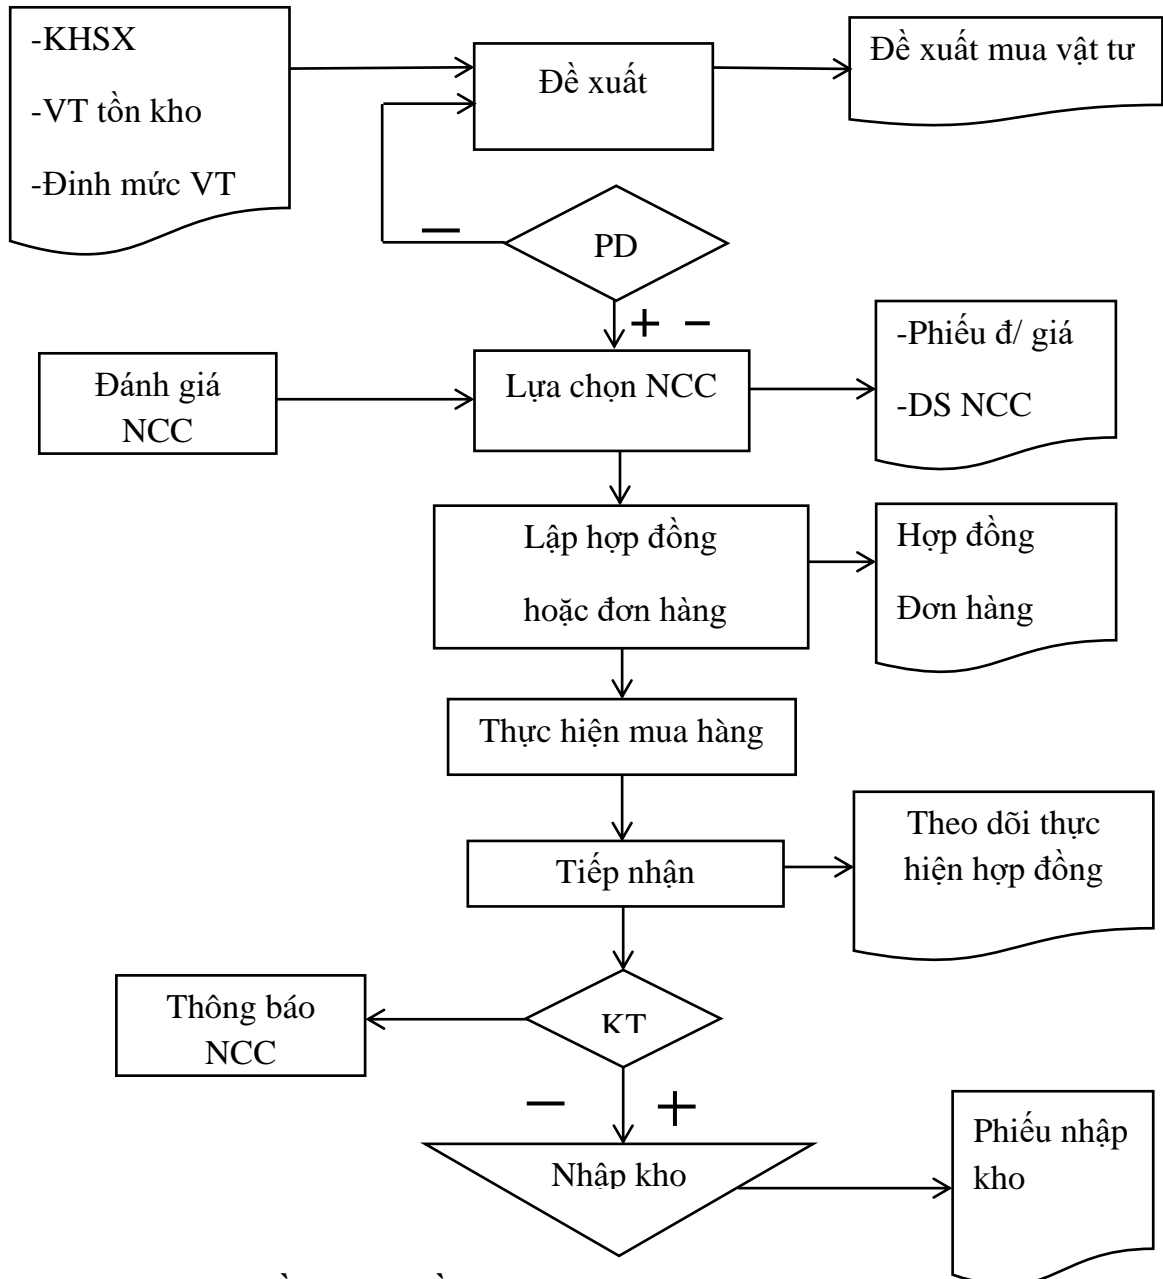 -KHSX
-VT tồn kho
-Đinh mức VT
Đề xuất
Đề xuất mua vật tư
PD
+ -
Đánh giá
NCC
Lựa chọn NCC
-Phiếu đ/ giá
-DS NCC
Lập hợp đồng
hoặc đơn hàng
Hợp đồng
Đơn hàng
Thực hiện mua hàng
Tiếp nhận
Theo dõi thực
hiện hợp đồng
Thông báo
NCC
KT
Nhập kho
Phiếu nhập
kho